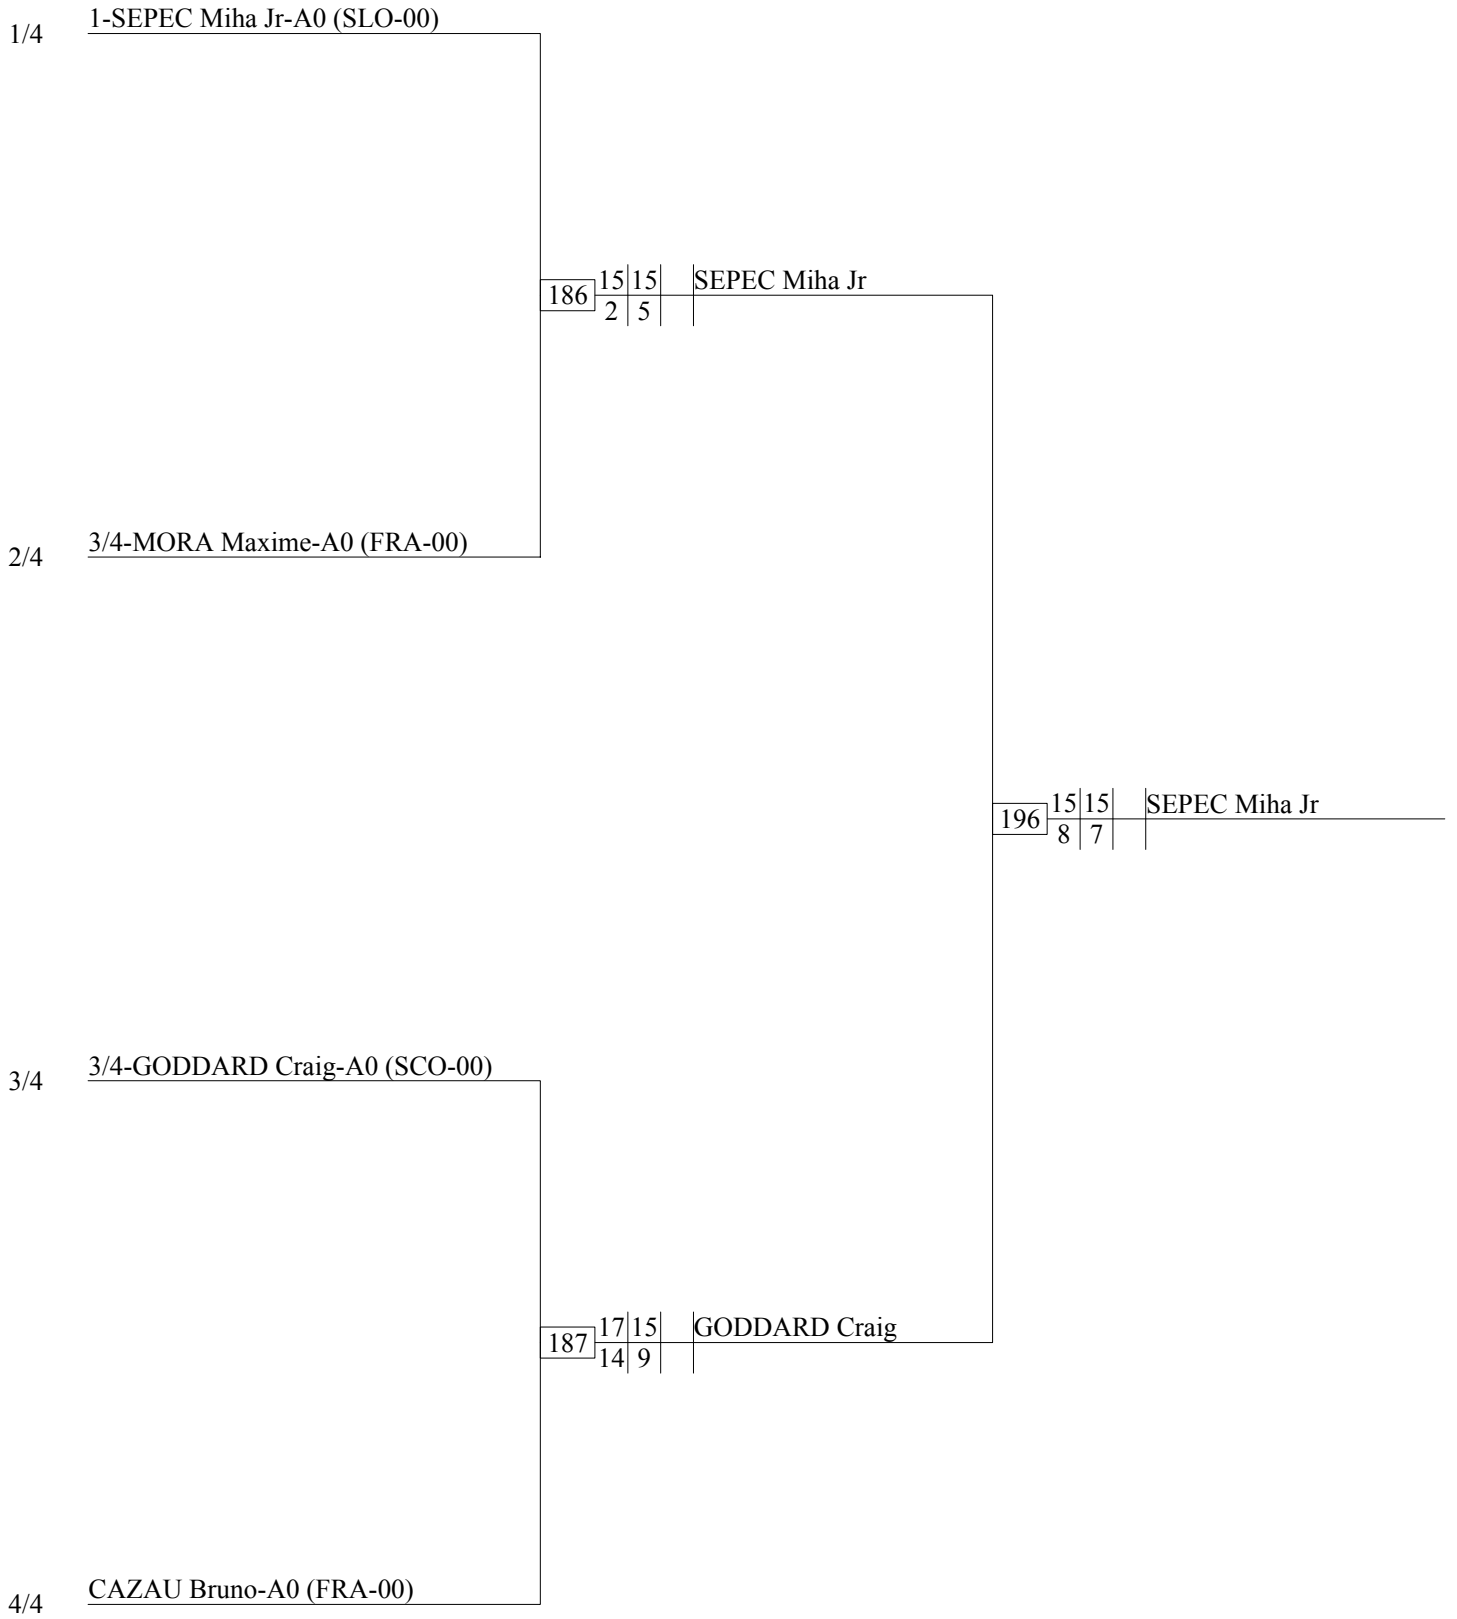 1/4 1-SEPEC Miha Jr-A0 (SLO-00)
186 15 15 SEPEC Miha Jr
2 5
2/4 3/4-MORA Maxime-A0 (FRA-00)
196 15 15 SEPEC Miha Jr
8 7
3/4 3/4-GODDARD Craig-A0 (SCO-00)
187 17 15 GODDARD Craig
14 9
4/4 CAZAU Bruno-A0 (FRA-00)